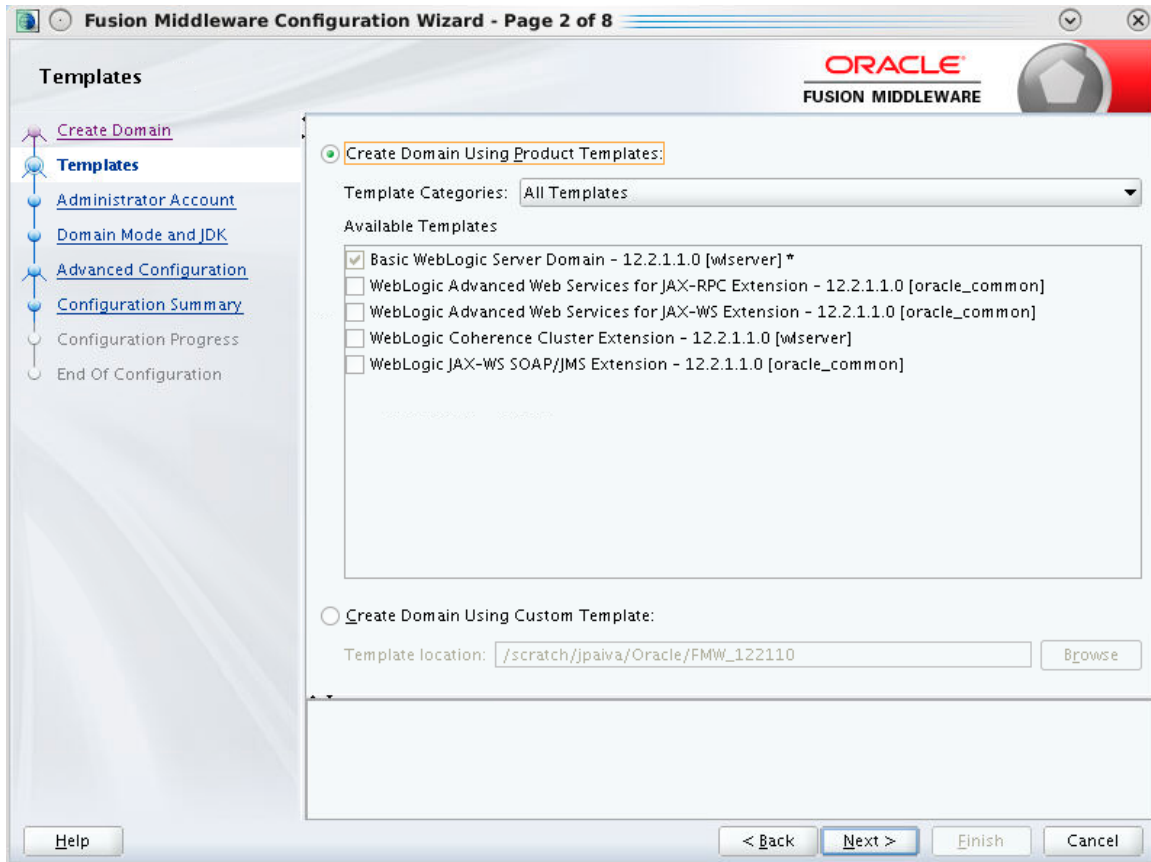 Fusion Middleware Configuration Wizard - Page 2 of 8
Templates
ORACLE
FUSION MIDDLEWARE
Create Domain
Templates
Administrator Account
Domain Mode and JDK
Advanced Configuration
Configuration Summary
Configuration Progress
End Of Configuration
Create Domain Using Product Templates:
Template Categories: All Templates
Available Templates
Basic WebLogic Server Domain - 12.2.1.1.0 [wlserver] *
WebLogic Advanced Web Services for JAX-RPC Extension - 12.2.1.1.0 [oracle_common]
WebLogic Advanced Web Services for JAX-WS Extension - 12.2.1.1.0 [oracle_common]
WebLogic Coherence Cluster Extension - 12.2.1.1.0 [wlserver]
WebLogic JAX-WS SOAP/JMS Extension - 12.2.1.1.0 [oracle_common]
Create Domain Using Custom Template:
Template location: /scratch/jpaiva/Oracle/FMW_122110 Browse
Help < Back Next > Finish Cancel